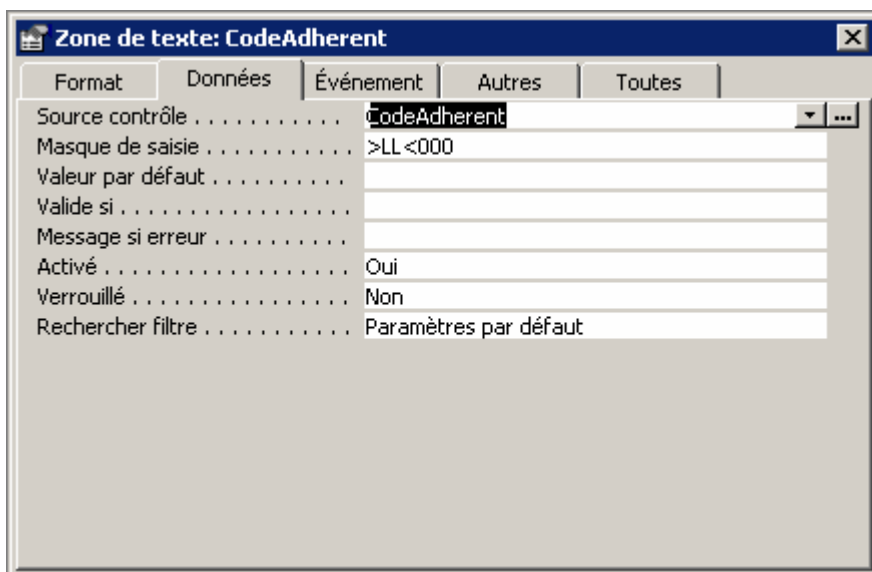 Zone de texte: CodeAdherent
Format Données Événement Autres Toutes
Source contrôle . . . . . . . . . . . CodeAdherent ...
Masque de saisie . . . . . . . . . . . >LL<000
Valeur par défaut . . . . . . . . . .
Valide si . . . . . . . . . . . . . . . . . .
Message si erreur . . . . . . . . . .
Activé . . . . . . . . . . . . . . . . . . . Oui
Verrouillé . . . . . . . . . . . . . . . . Non
Rechercher filtre . . . . . . . . . . . Paramètres par défaut